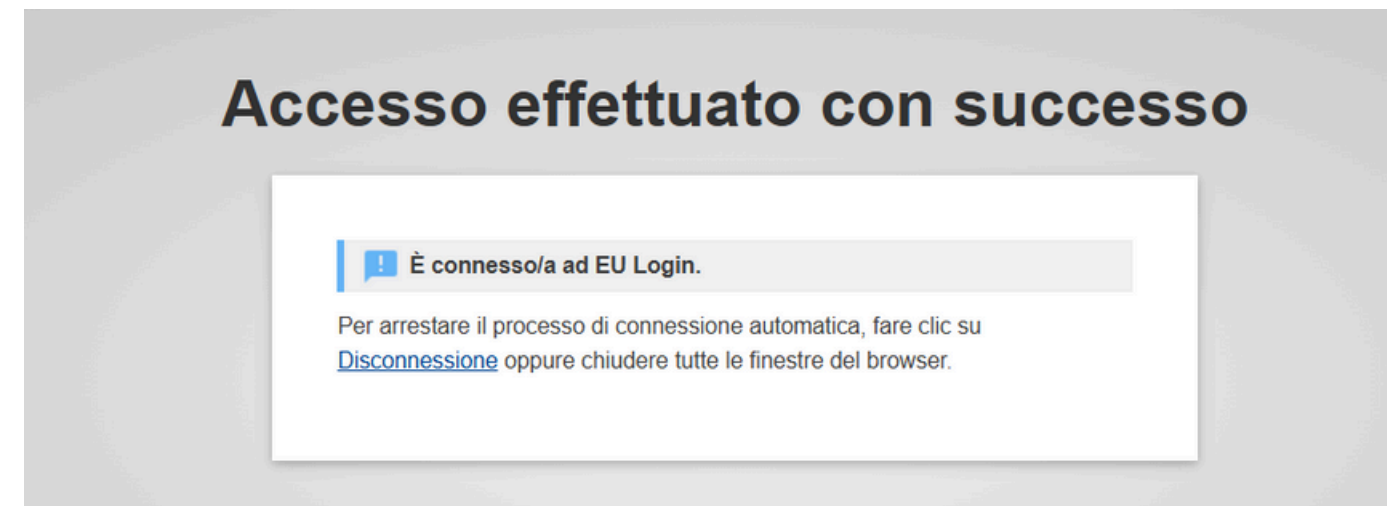 Accesso effettuato con successo
È connesso/a ad EU Login.
Per arrestare il processo di connessione automatica, fare clic su
Disconnessione oppure chiudere tutte le finestre del browser.